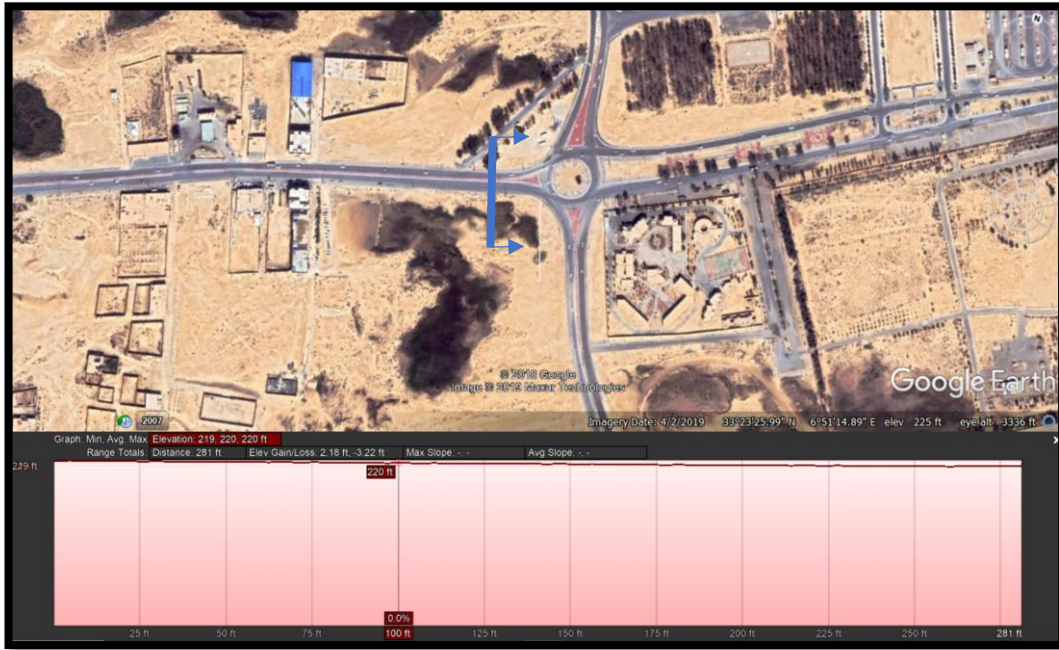 N
© 2018 Google
Image © 2019 Maxar Technologies
Google Earth
2007
Imagery Date: 4/2/2019 33°23'25.99" N 6°51'14.89" E elev 225 ft eye alt 3336 ft
Graph: Min, Avg, Max Elevation: 219, 220, 220 ft
Range Totals: Distance: 281 ft Elev Gain/Loss: 2.18 ft, -3.22 ft Max Slope: -, - Avg Slope: -, -
219 ft
220 ft
0.0%
25 ft 50 ft 75 ft 100 ft 125 ft 150 ft 175 ft 200 ft 225 ft 250 ft 281 ft